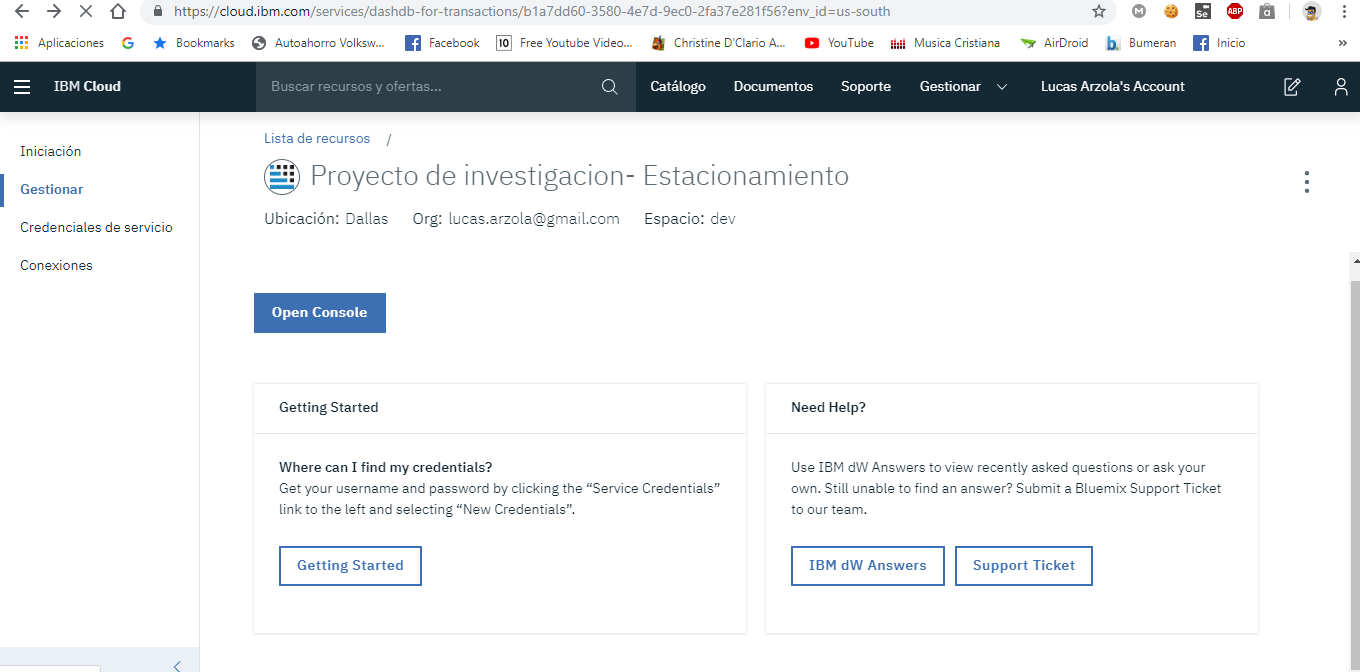 https://cloud.ibm.com/services/dashdb-for-transactions/b1a7dd60-3580-4e7d-9ec0-2fa37e281f56?env_id=us-south
M Se ABP a
Aplicaciones G Bookmarks Autoahorro Volksw... Facebook 10 Free Youtube Video... Christine D'Clario A... YouTube Musica Cristiana AirDroid b. Bumeran Inicio »
IBM Cloud Buscar recursos y ofertas... Catálogo Documentos Soporte Gestionar Lucas Arzola's Account
Iniciación
Gestionar
Credenciales de servicio
Conexiones
Lista de recursos /
Proyecto de investigacion- Estacionamiento
Ubicación: Dallas Org: lucas.arzola@gmail.com Espacio: dev
Open Console
Getting Started
Where can I find my credentials?
Get your username and password by clicking the “Service Credentials”
link to the left and selecting “New Credentials”.
Getting Started
Need Help?
Use IBM dW Answers to view recently asked questions or ask your
own. Still unable to find an answer? Submit a Bluemix Support Ticket
to our team.
IBM dW Answers Support Ticket